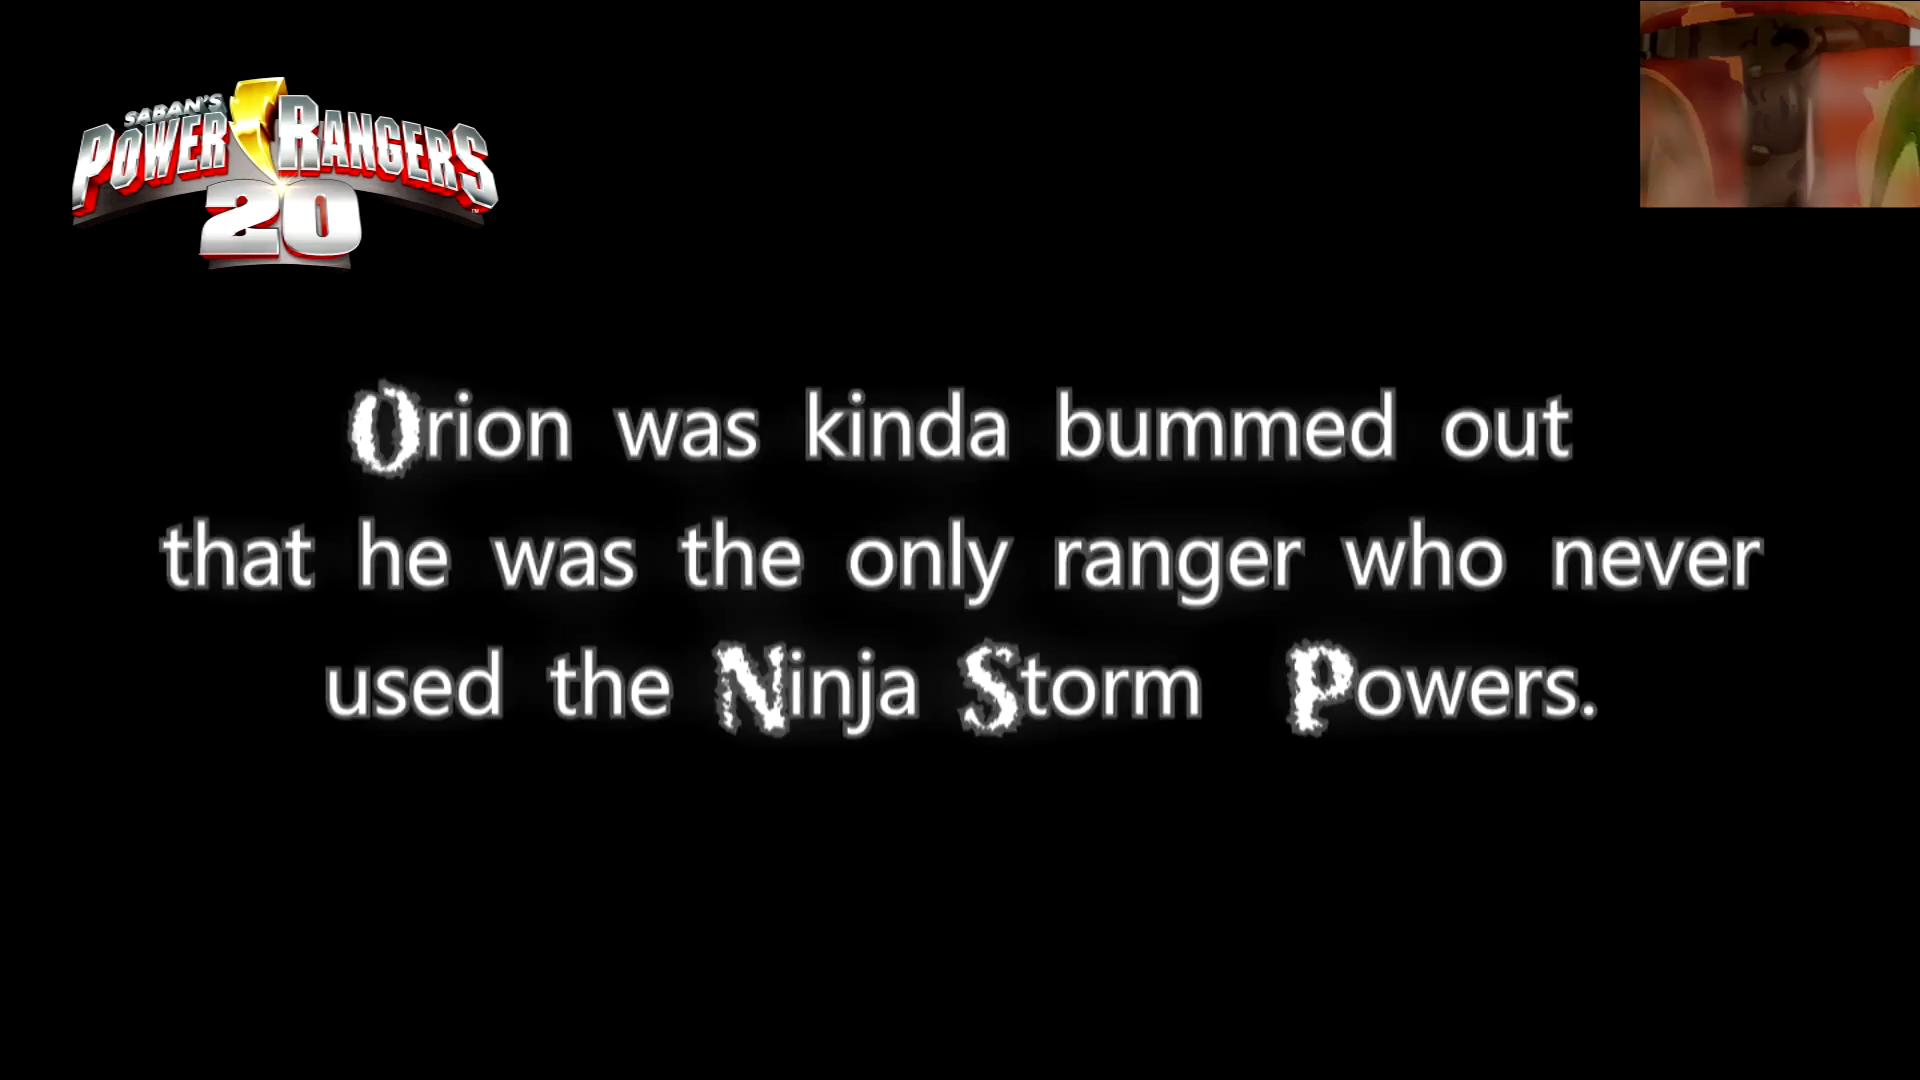 SABAN'S
POWER RANGERS
20
TM
Orion was kinda bummed out
that he was the only ranger who never
used the Ninja Storm Powers.